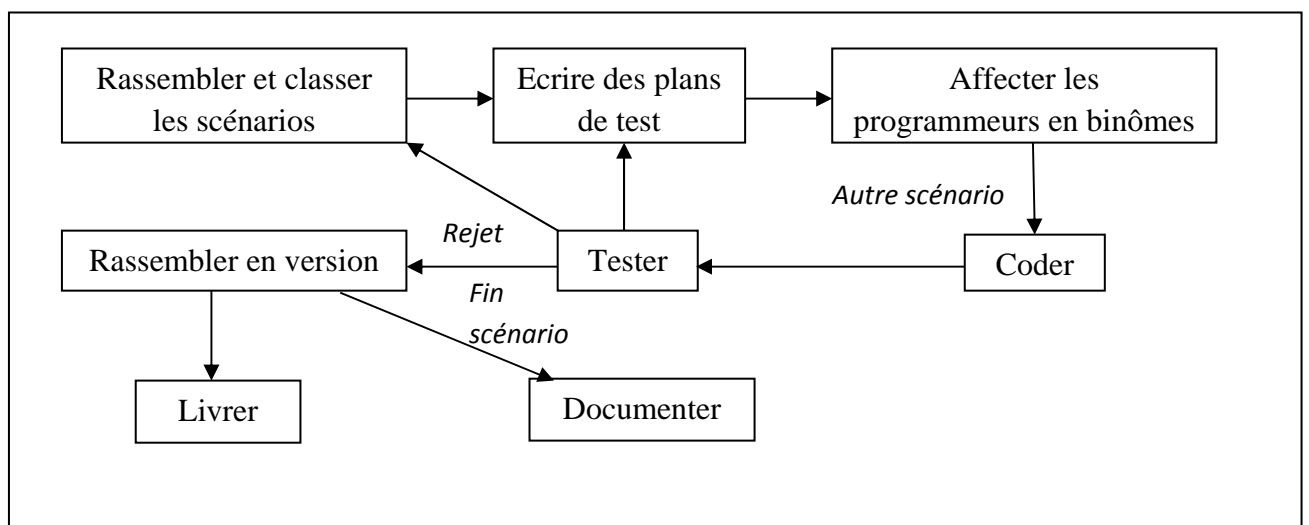 Rassembler et classer
les scénarios
Ecrire des plans
de test
Affecter les
programmeurs en binômes
Autre scénario
Rejet
Rassembler en version
Tester
Coder
Fin
scénario
Livrer
Documenter